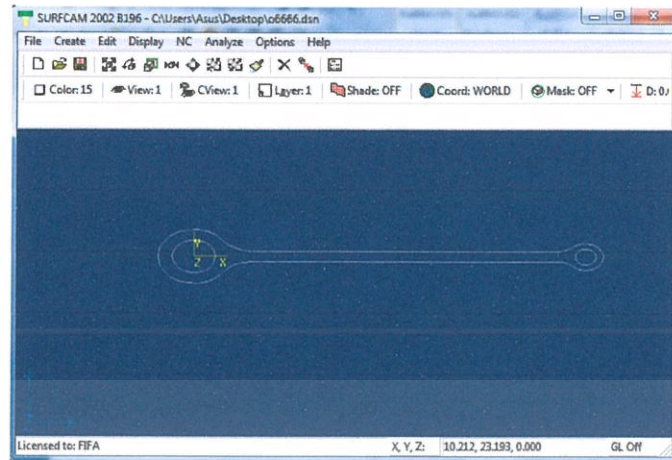 SURFCAM 2002 B196 - C:\Users\Asus\Desktop\o6666.dsn
File Create Edit Display NC Analyze Options Help
Color: 15 View: 1 CView: 1 Layer: 1 Shade: OFF Coord: WORLD Mask: OFF D: 0.
Y
Z X
Licensed to: FIFA X, Y, Z: 10.212, 23.193, 0.000 GL Off